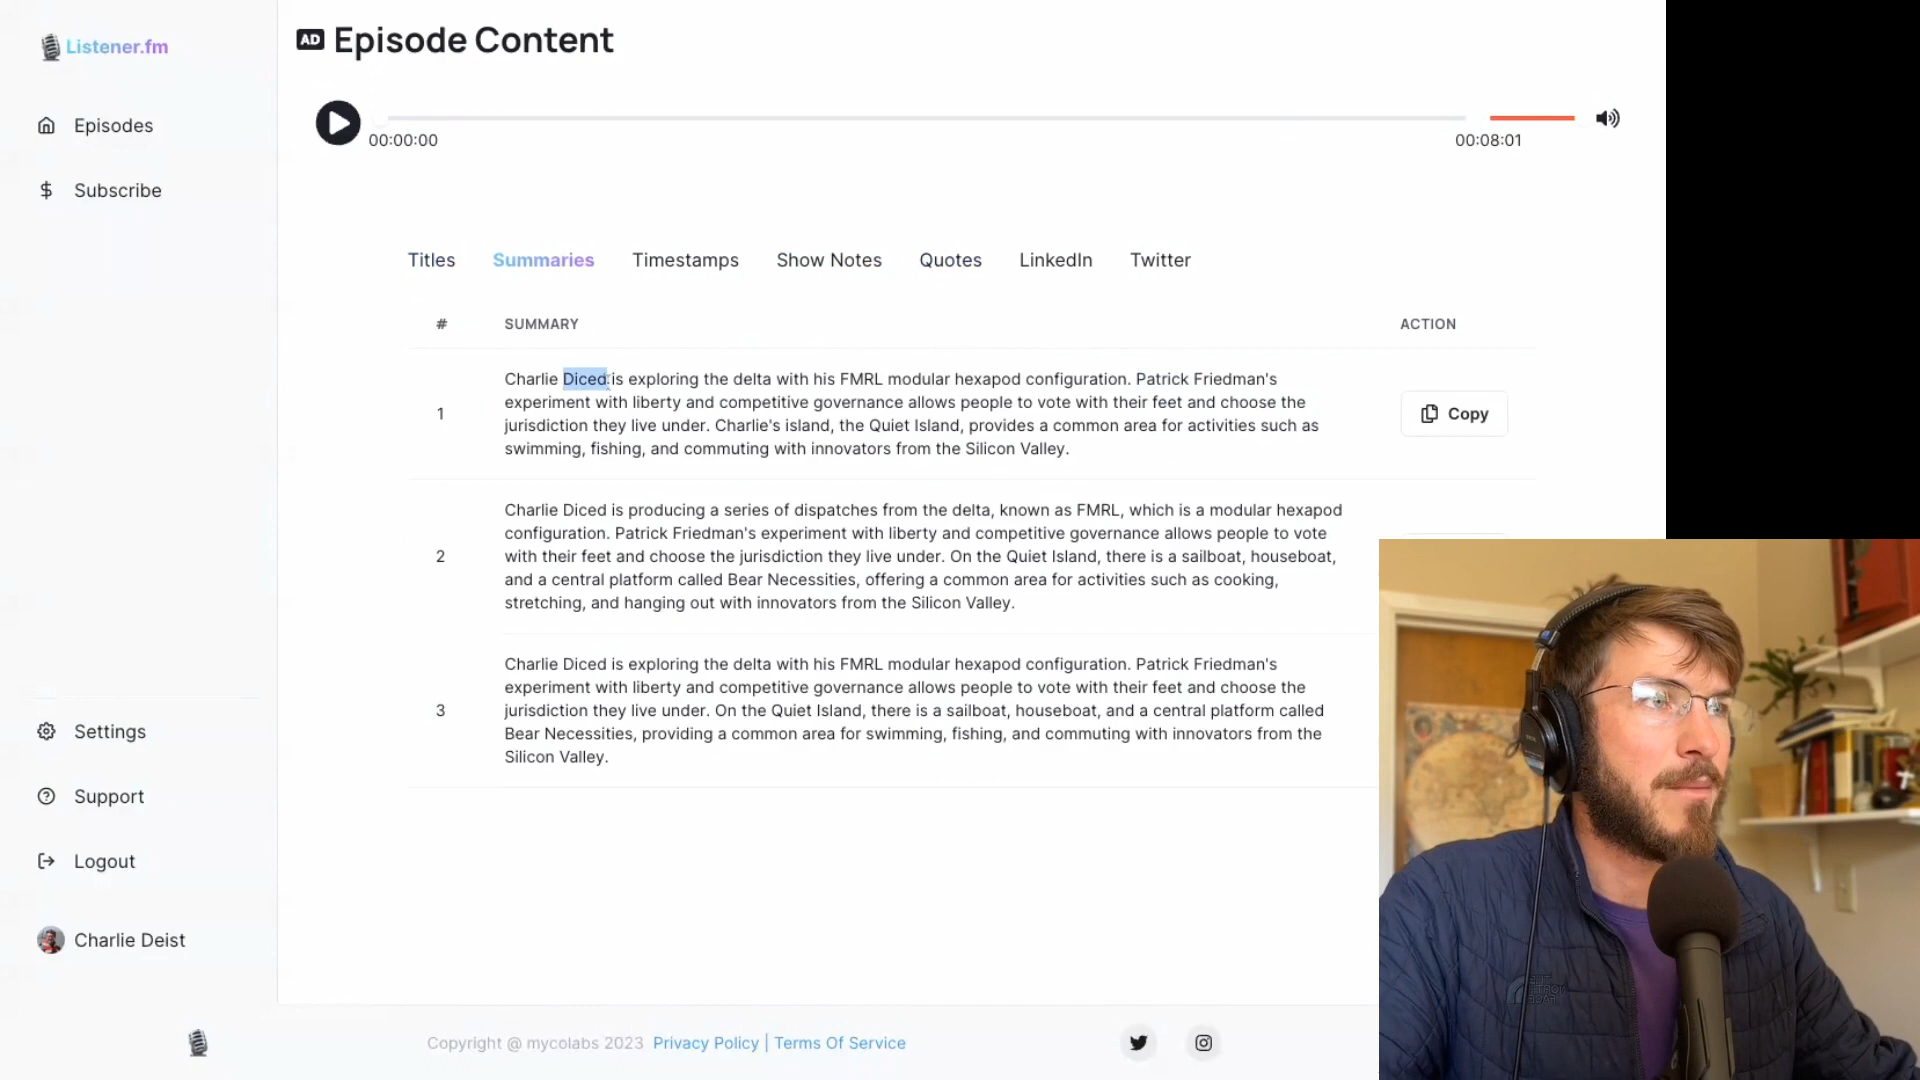 Listener.fm
Episodes
Subscribe
Settings
Support
Logout
Charlie Deist
AD Episode Content
00:00:00
00:08:01
Titles Summaries Timestamps Show Notes Quotes LinkedIn Twitter
# SUMMARY ACTION
1
Charlie Diced is exploring the delta with his FMRL modular hexapod configuration. Patrick Friedman's
experiment with liberty and competitive governance allows people to vote with their feet and choose the
jurisdiction they live under. Charlie's island, the Quiet Island, provides a common area for activities such as
swimming, fishing, and commuting with innovators from the Silicon Valley.
Copy
2
Charlie Diced is producing a series of dispatches from the delta, known as FMRL, which is a modular hexapod
configuration. Patrick Friedman's experiment with liberty and competitive governance allows people to vote
with their feet and choose the jurisdiction they live under. On the Quiet Island, there is a sailboat, houseboat,
and a central platform called Bear Necessities, offering a common area for activities such as cooking,
stretching, and hanging out with innovators from the Silicon Valley.
3
Charlie Diced is exploring the delta with his FMRL modular hexapod configuration. Patrick Friedman's
experiment with liberty and competitive governance allows people to vote with their feet and choose the
jurisdiction they live under. On the Quiet Island, there is a sailboat, houseboat, and a central platform called
Bear Necessities, providing a common area for swimming, fishing, and commuting with innovators from the
Silicon Valley.
Copyright @ mycolabs 2023 Privacy Policy | Terms Of Service